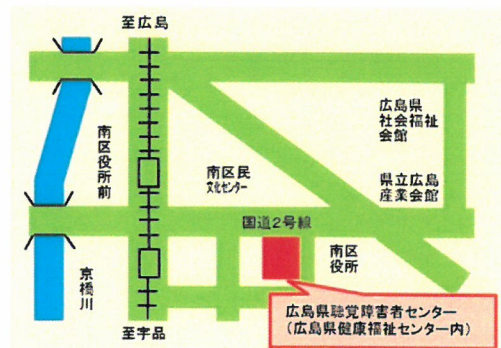 至広島
広島県
社会福祉
会館
南区役所前
南区民
文化センター
県立広島
産業会館
国道2号線
南区
役所
京橋川
広島県聴覚障害者センター
(広島県健康福祉センター内)
至宇品